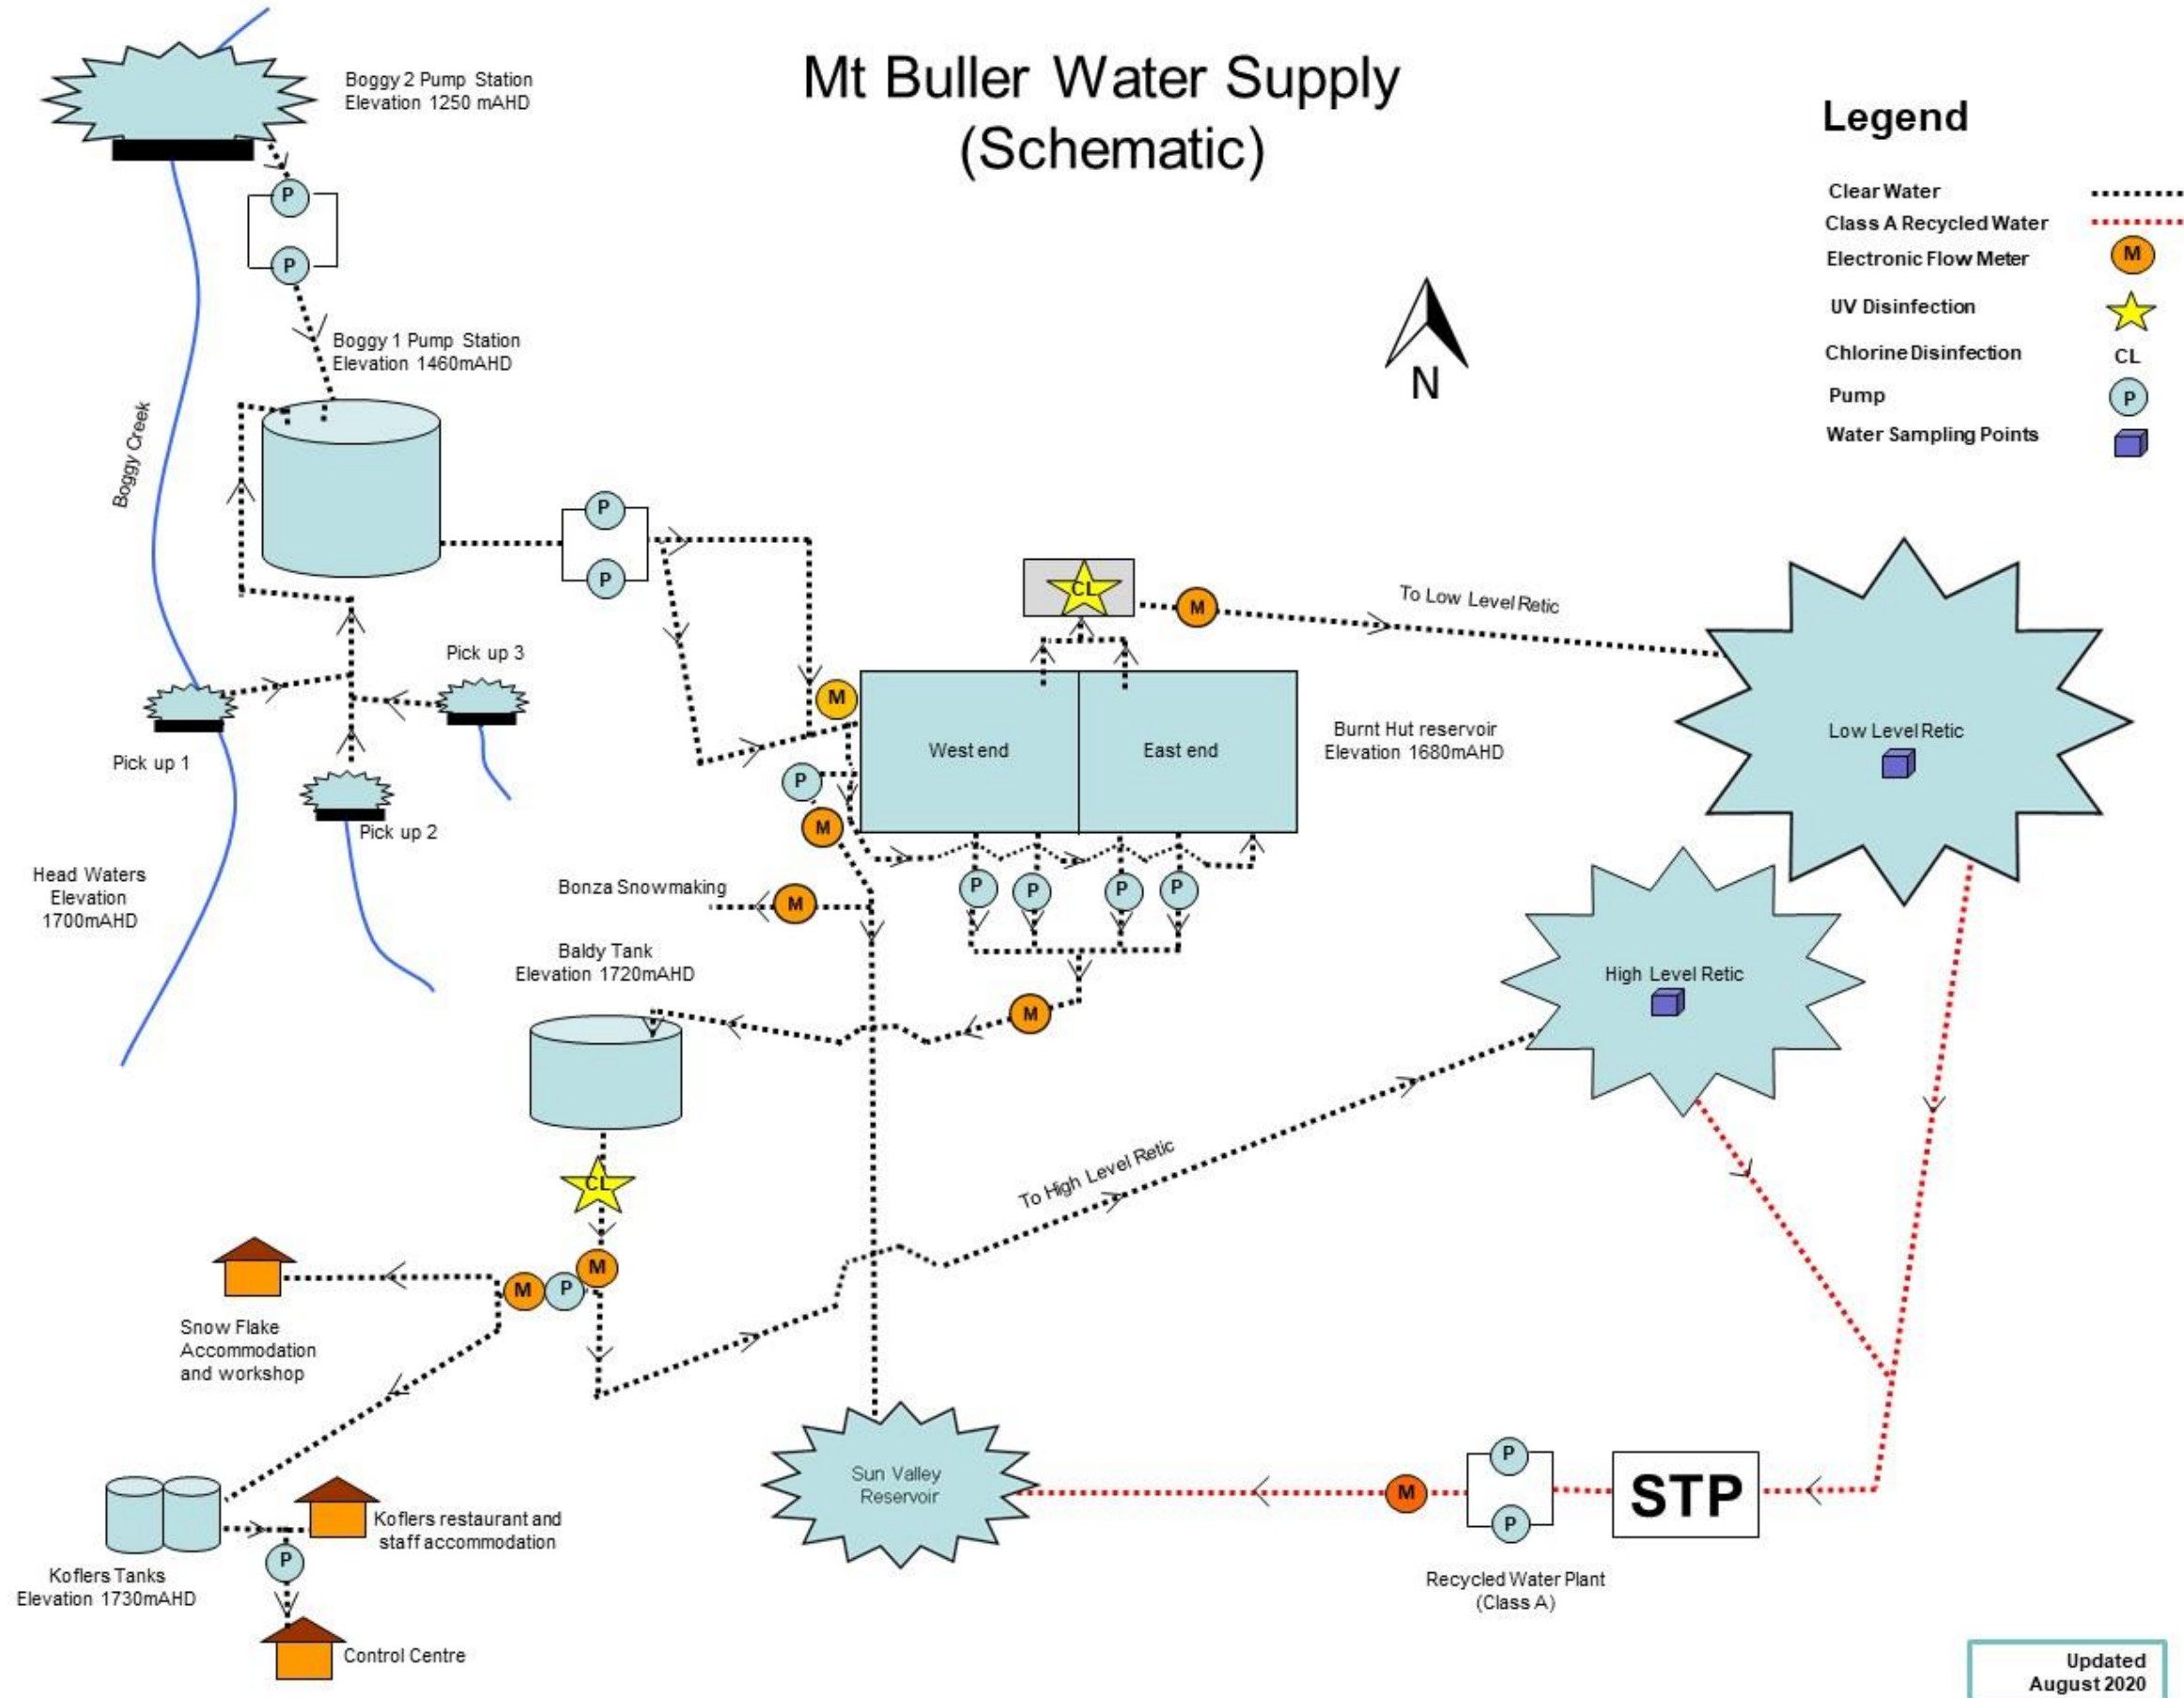 Mt Buller Water Supply
(Schematic)
Legend
Clear Water
Class A Recycled Water
Electronic Flow Meter
M
UV Disinfection
Chlorine Disinfection
CL
Pump
P
Water Sampling Points
Boggy 2 Pump Station
Elevation 1250 mAHD
P
P
Boggy 1 Pump Station
Elevation 1460mAHD
Boggy Creek
N
P
P
CL
M
To Low Level Retic
Pick up 3
Pick up 1
Pick up 2
M
West end
East end
Burnt Hut reservoir
Elevation 1680mAHD
Low Level Retic
P
M
Head Waters
Elevation
1700mAHD
Bonza Snowmaking
M
P
P
P
P
Baldy Tank
Elevation 1720mAHD
M
High Level Retic
To High Level Retic
CL
M
P
M
Snow Flake
Accommodation
and workshop
Sun Valley
Reservoir
M
P
P
STP
Recycled Water Plant
(Class A)
Koflers restaurant and
staff accommodation
P
Koflers Tanks
Elevation 1730mAHD
Control Centre
Updated
August 2020